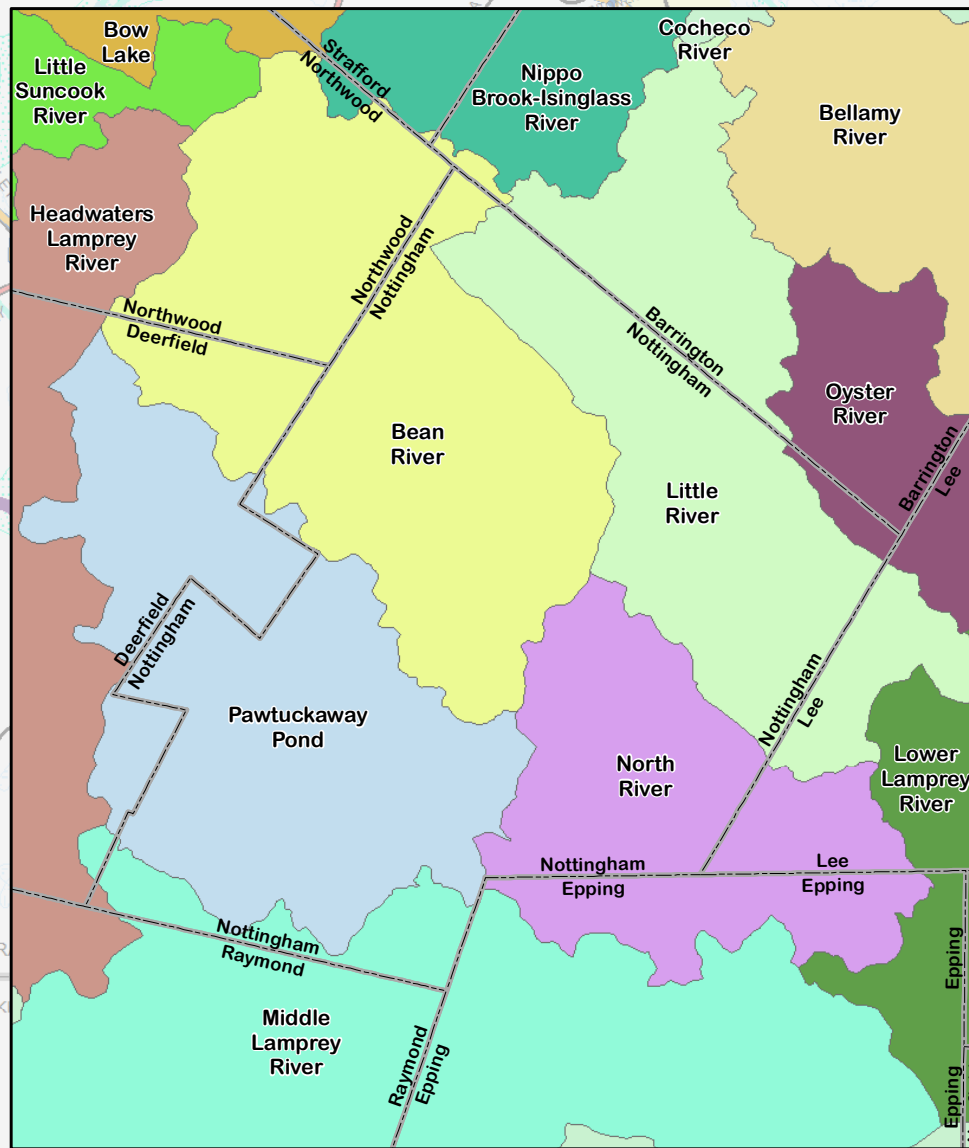 Bow
Lake
Cocheco
River
Little
Suncook
River
Strafford
Northwood
Nippo
Brook-Isinglass
River
Bellamy
River
Headwaters
Lamprey
River
Northwood
Nottingham
Northwood
Deerfield
Barrington
Nottingham
Oyster
River
Bean
River
Barrington
Lee
Little
River
Deerfield
Nottingham
Nottingham
Lee
Pawtuckaway
Pond
North
River
Lower
Lamprey
River
Nottingham
Epping
Lee
Epping
Nottingham
Raymond
Epping
Middle
Lamprey
River
Raymond
Epping
Epping